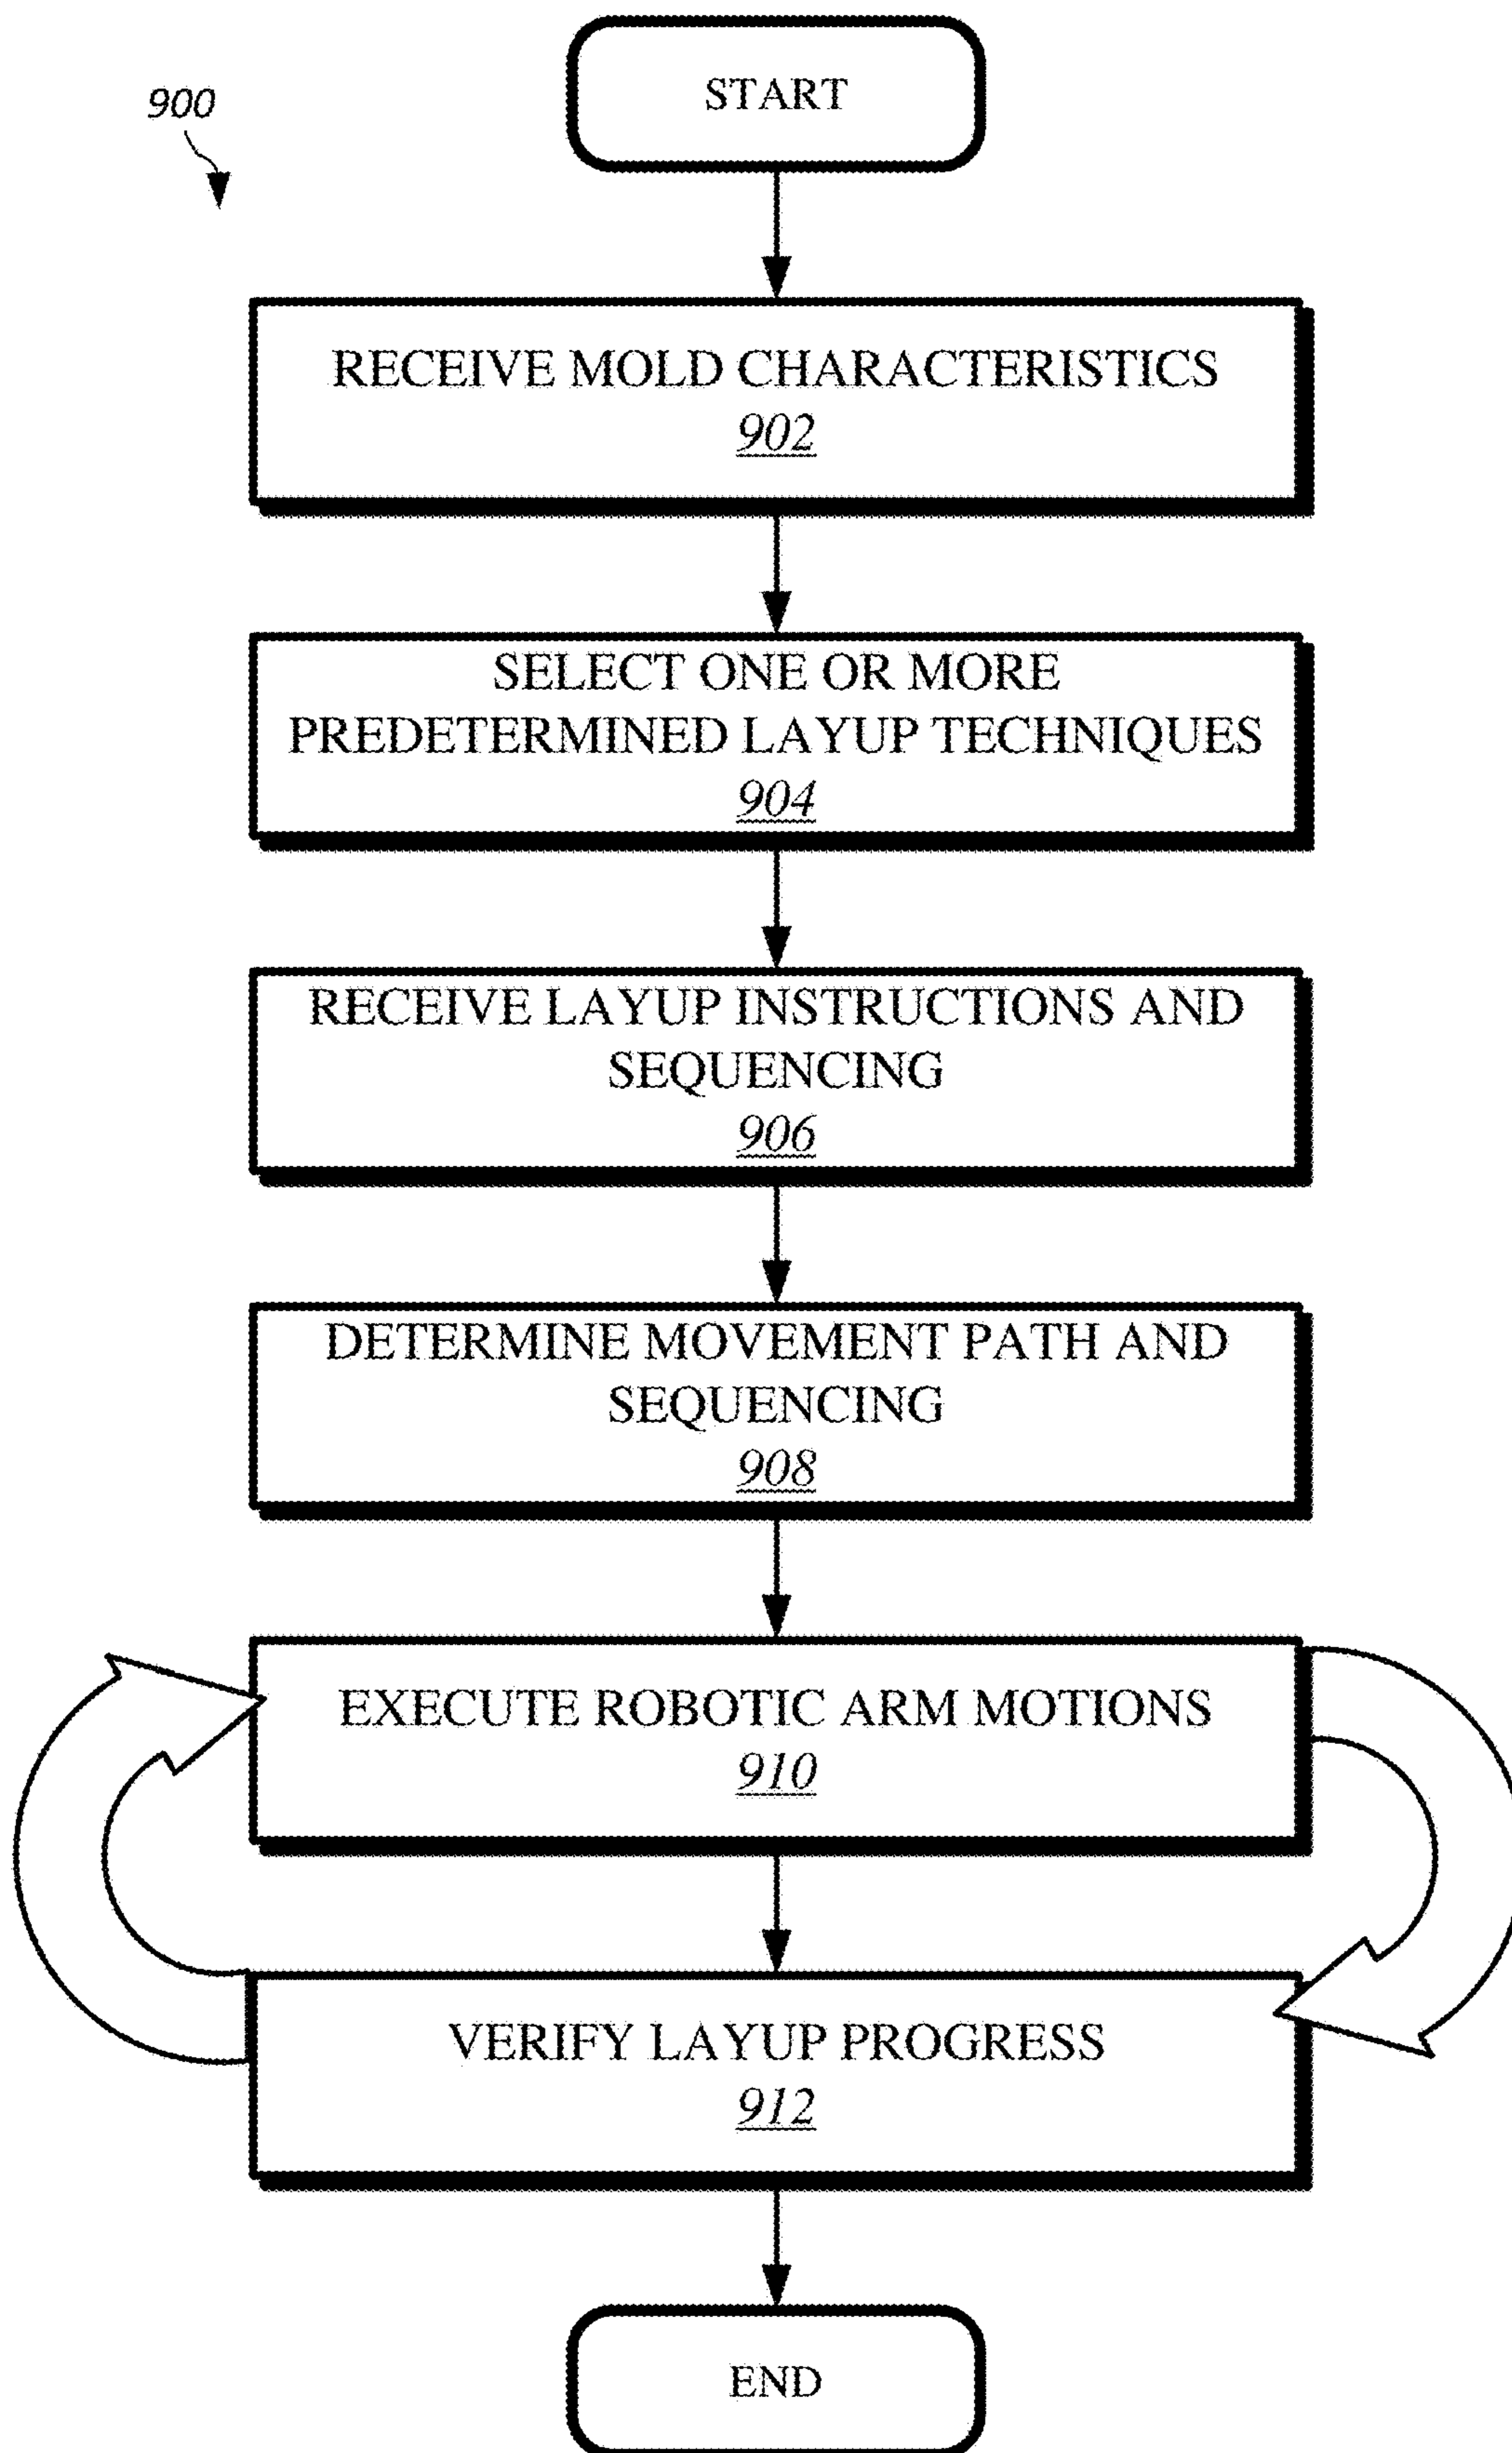 START
900
RECEIVE MOLD CHARACTERISTICS
902
SELECT ONE OR MORE
PREDETERMINED LAYUP TECHNIQUES
904
RECEIVE LAYUP INSTRUCTIONS AND
SEQUENCING
906
DETERMINE MOVEMENT PATH AND
SEQUENCING
908
EXECUTE ROBOTIC ARM MOTIONS
910
VERIFY LAYUP PROGRESS
912
END